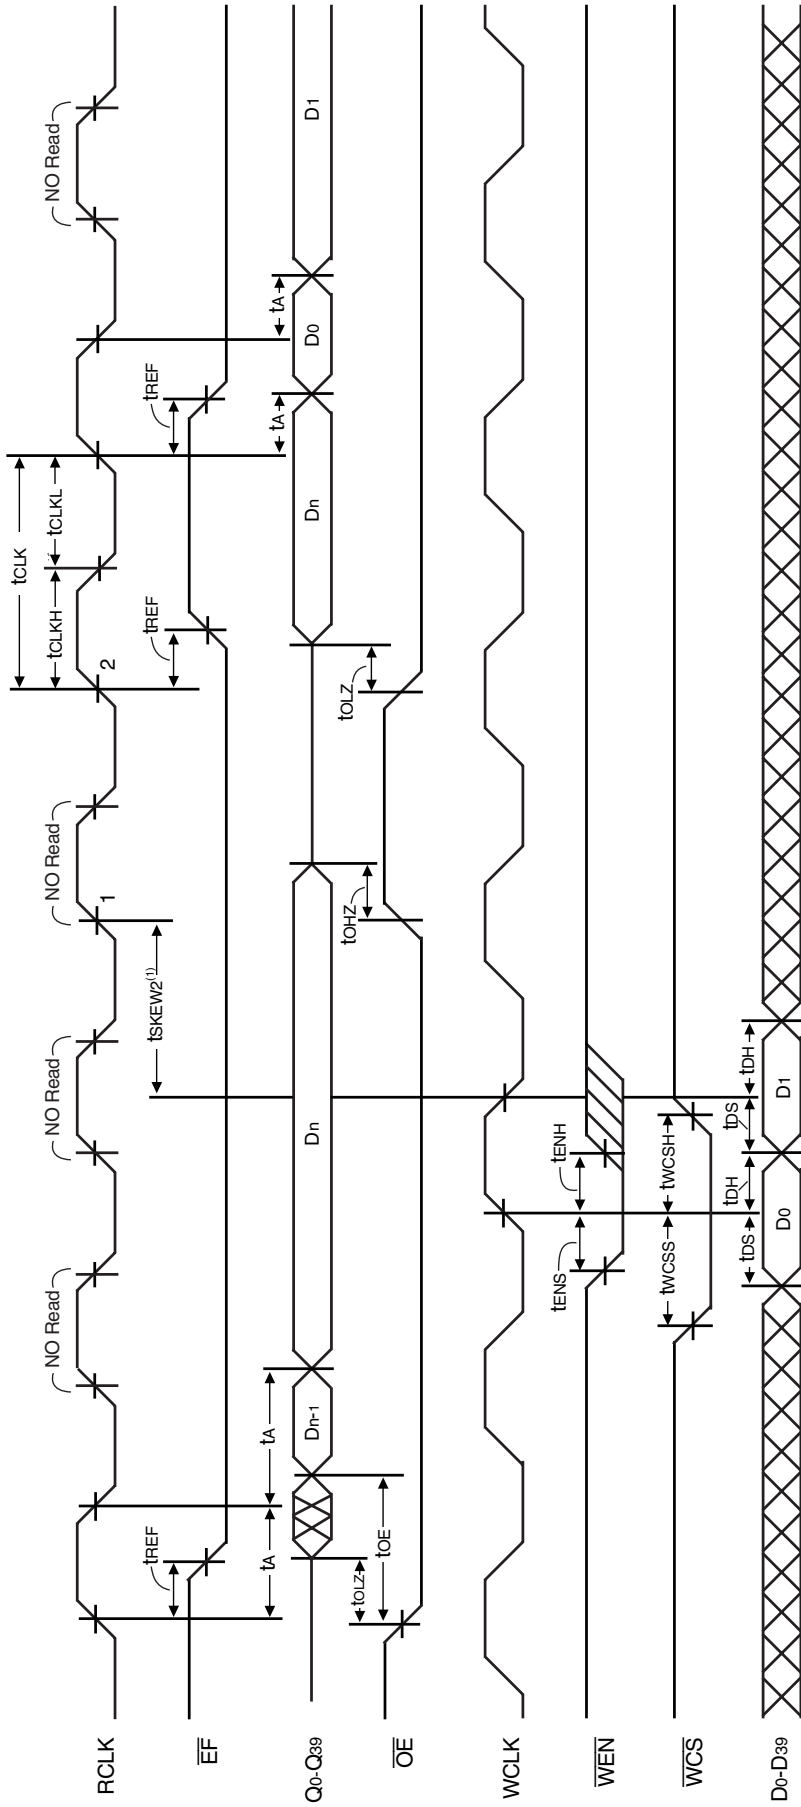 RCLK
NO Read
NO Read
1
NO Read
2
NO Read
tCLK
tCLKH
tCLKL
tSKEW2(1)
EF
tREF
tREF
tREF
tA
tA
tA
tA
Q0-Q39
Dn-1
Dn
Dn
D0
D1
OE
tOLZ
tOE
tOHZ
tOLZ
WCLK
WEN
tENS
tENH
WCS
tWCSS
tWCSH
tDS
tDH
tDS
tDH
D0-D39
D0
D1